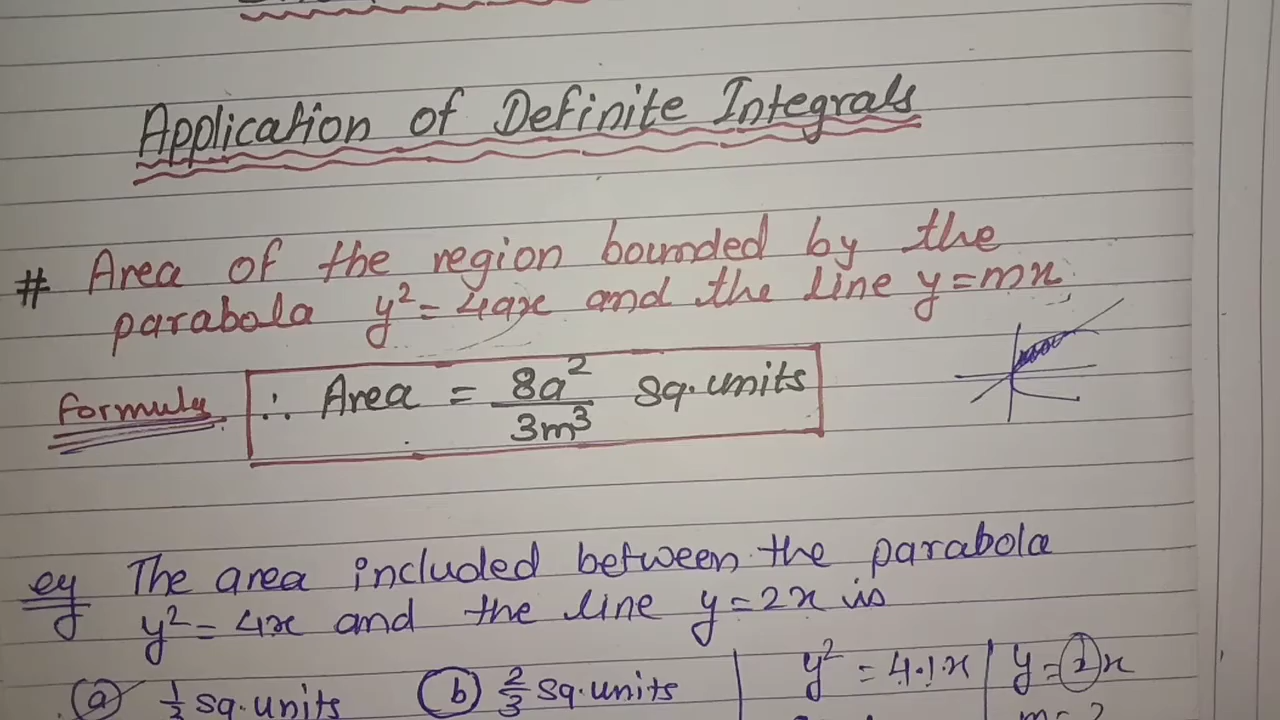 Application of Definite Integrals
# Area of the region bounded by the
parabola y² = 4ax and the line y=mx
Formula ∴ Area = 8a²/3m³ sq.units
eg The area included between the parabola
y² = 4x and the line y=2x is
(a) 1/3 sq.units (b) 2/3 sq.units
y² = 4.1.x | y=2x
m=2